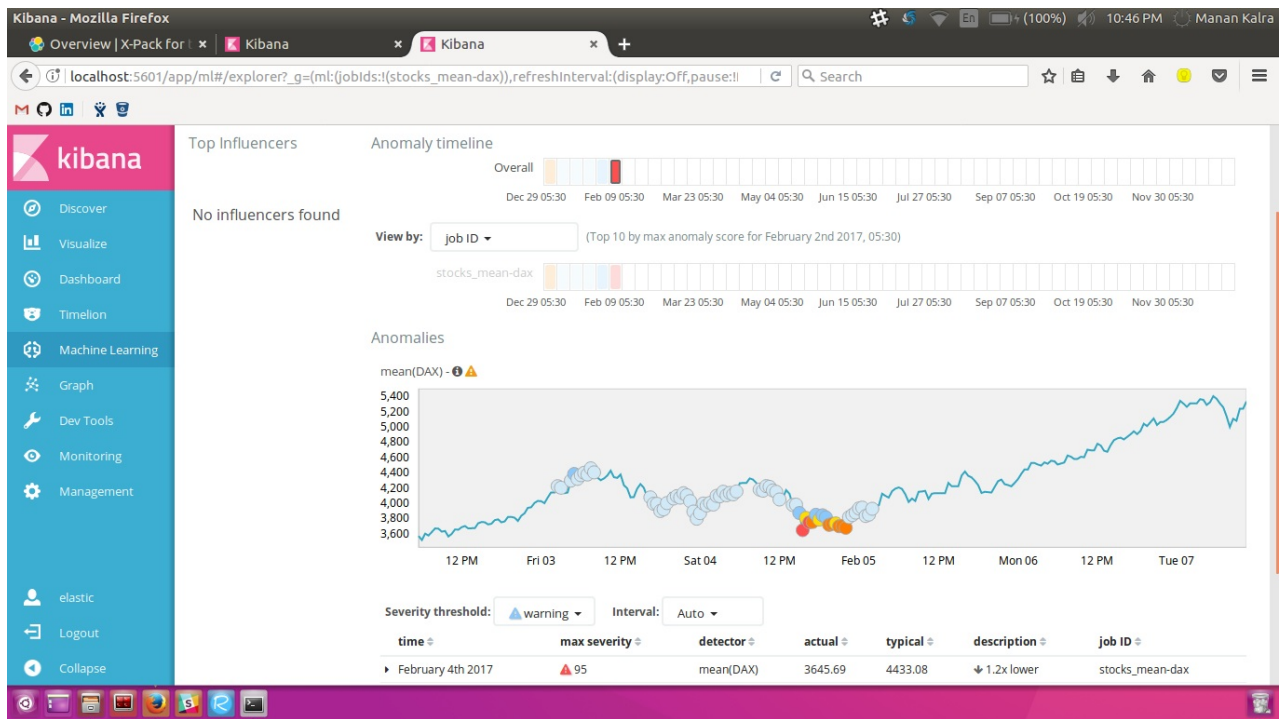 Kibana - Mozilla Firefox
En (100%) 10:46 PM Manan Kalra
Overview | X-Pack for t × Kibana × Kibana × +
localhost:5601/app/ml#/explorer?_g=(ml:(jobIds:!(stocks_mean-dax)),refreshInterval:(display:Off,pause:!
Search
kibana
Discover
Visualize
Dashboard
Timelion
Machine Learning
Graph
Dev Tools
Monitoring
Management
elastic
Logout
Collapse
Top Influencers
No influencers found
Anomaly timeline
Overall
Dec 29 05:30 Feb 09 05:30 Mar 23 05:30 May 04 05:30 Jun 15 05:30 Jul 27 05:30 Sep 07 05:30 Oct 19 05:30 Nov 30 05:30
View by: job ID (Top 10 by max anomaly score for February 2nd 2017, 05:30)
stocks_mean-dax
Dec 29 05:30 Feb 09 05:30 Mar 23 05:30 May 04 05:30 Jun 15 05:30 Jul 27 05:30 Sep 07 05:30 Oct 19 05:30 Nov 30 05:30
Anomalies
mean(DAX) -
5,400
5,200
5,000
4,800
4,600
4,400
4,200
4,000
3,800
3,600
12 PM Fri 03 12 PM Sat 04 12 PM Feb 05 12 PM Mon 06 12 PM Tue 07
Severity threshold: warning Interval: Auto
time max severity detector actual typical description job ID
February 4th 2017 95 mean(DAX) 3645.69 4433.08 1.2x lower stocks_mean-dax